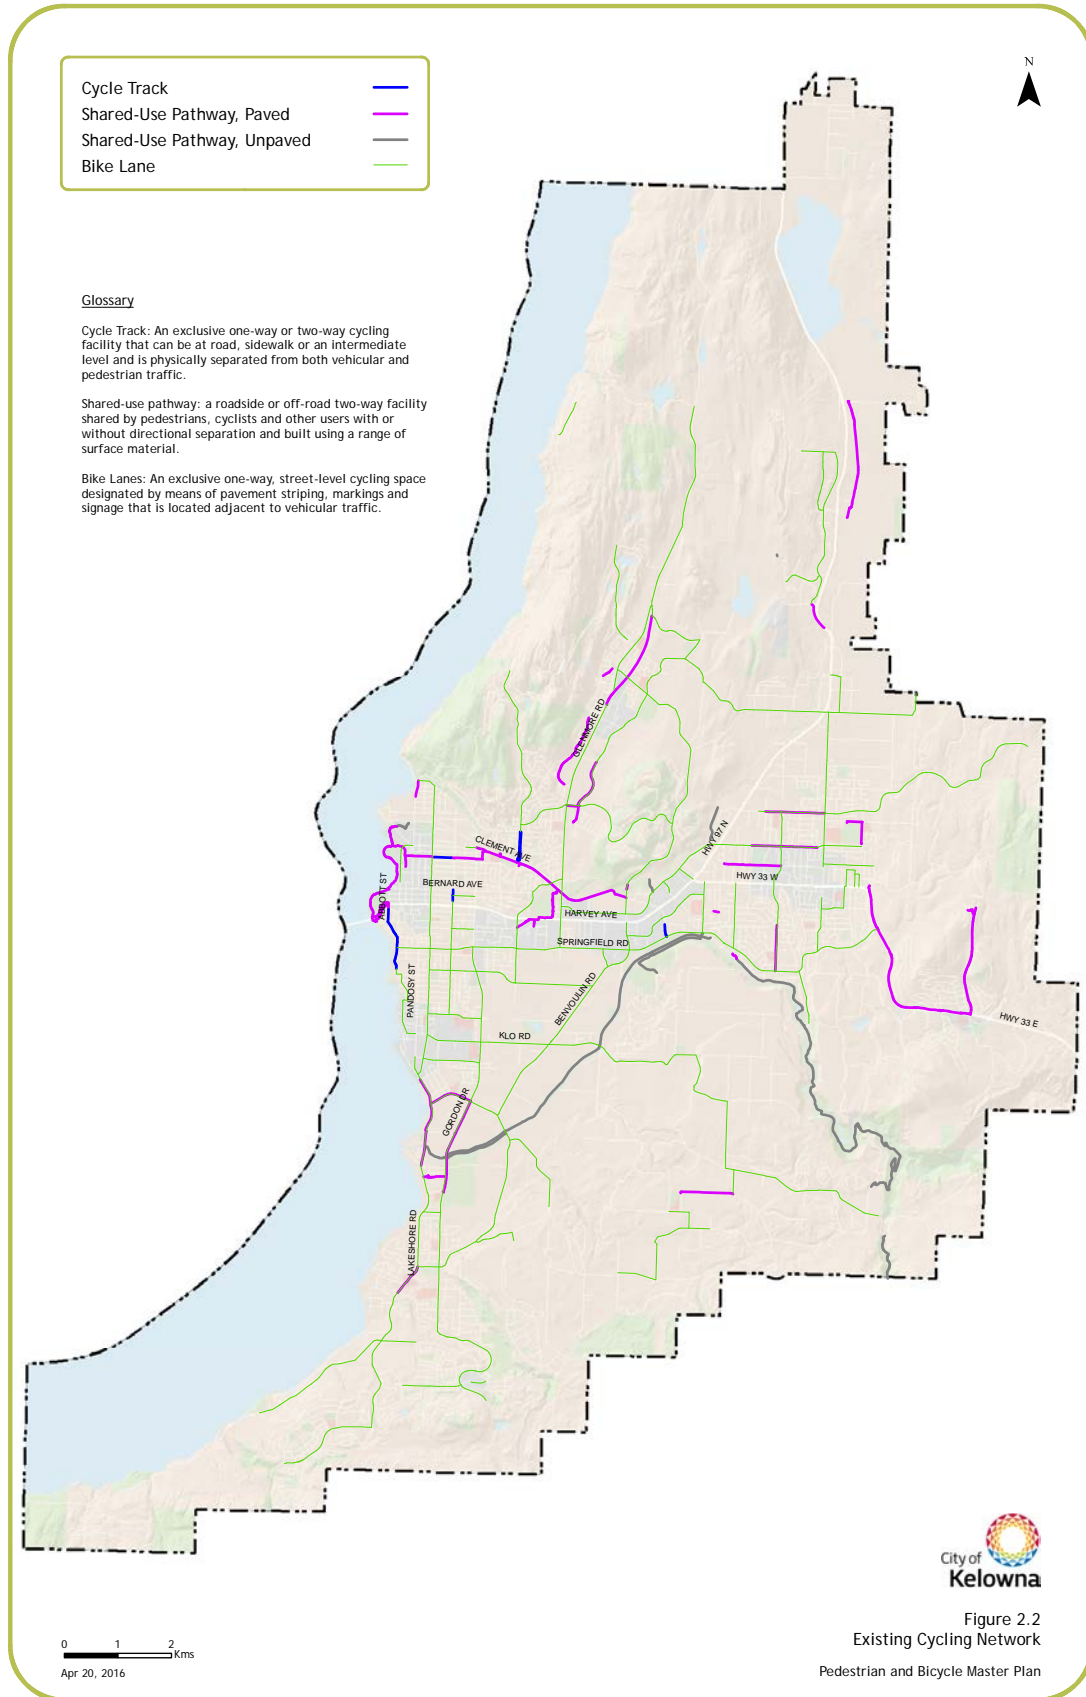 N
Cycle Track
Shared-Use Pathway, Paved
Shared-Use Pathway, Unpaved
Bike Lane
Glossary
Cycle Track: An exclusive one-way or two-way cycling
facility that can be at road, sidewalk or an intermediate
level and is physically separated from both vehicular and
pedestrian traffic.
Shared-use pathway: a roadside or off-road two-way facility
shared by pedestrians, cyclists and other users with or
without directional separation and built using a range of
surface material.
Bike Lanes: An exclusive one-way, street-level cycling space
designated by means of pavement striping, markings and
signage that is located adjacent to vehicular traffic.
GLENMORE RD
CLEMENT AVE
HWY 97 N
BERNARD AVE
HWY 33 W
ABBOTT ST
HARVEY AVE
SPRINGFIELD RD
PANDOSY ST
BENVOULIN RD
HWY 33 E
KLO RD
GORDON DR
LAKESHORE RD
City of
Kelowna
Figure 2.2
Existing Cycling Network
Pedestrian and Bicycle Master Plan
0 1 2
Kms
Apr 20, 2016